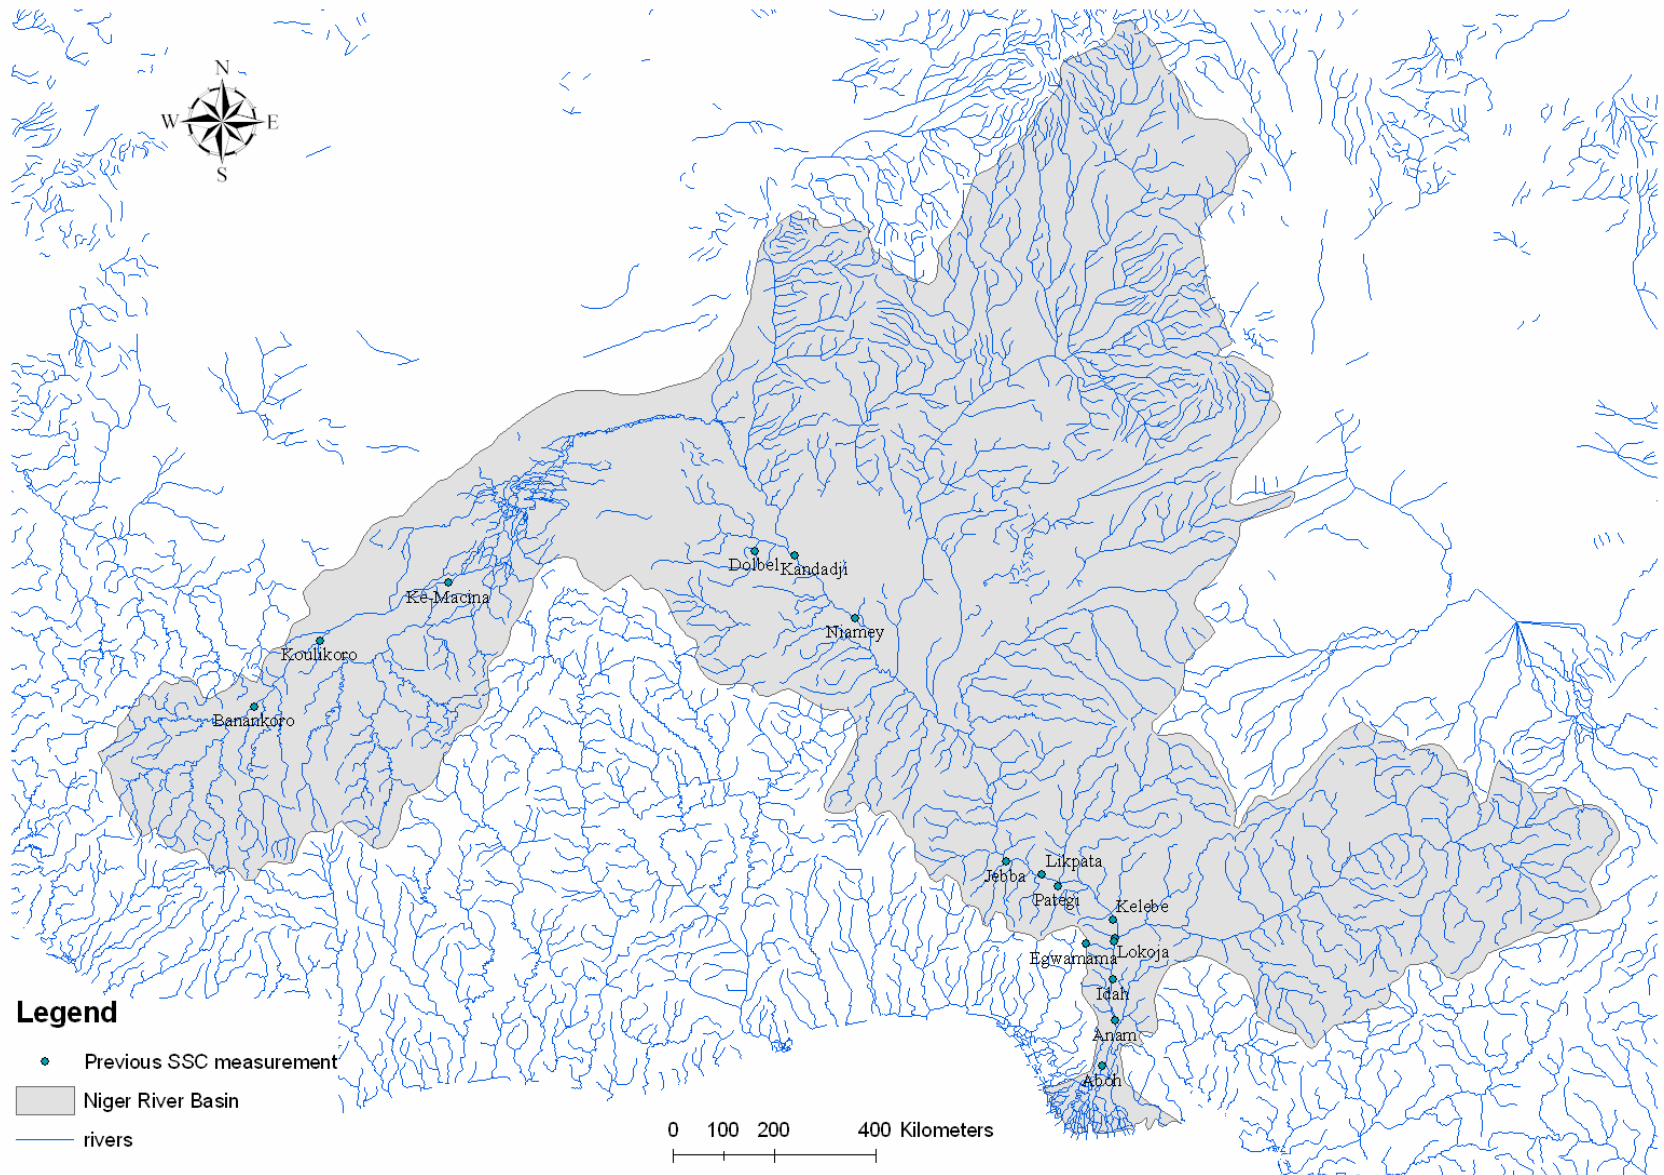 N
W E
S
Dolbel Kandadji
Ke-Macina
Niamey
Koulikoro
Banankoro
Likpata
Jebba
Pategi
Kelebe
Lokoja
Egwamama
Idah
Anam
Aboh
Legend
Previous SSC measurement
Niger River Basin
rivers
0 100 200 400 Kilometers